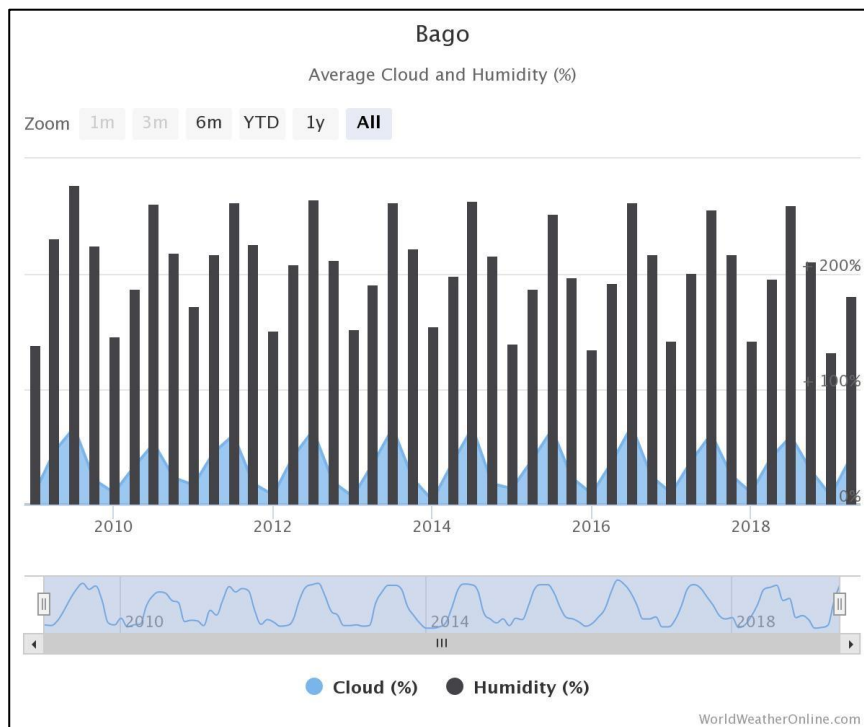 Bago
Average Cloud and Humidity (%)
Zoom 1m 3m 6m YTD 1y All
+ 200%
+ 100%
0%
2010 2012 2014 2016 2018
2010 2014 2018
Cloud (%) Humidity (%)
WorldWeatherOnline.com